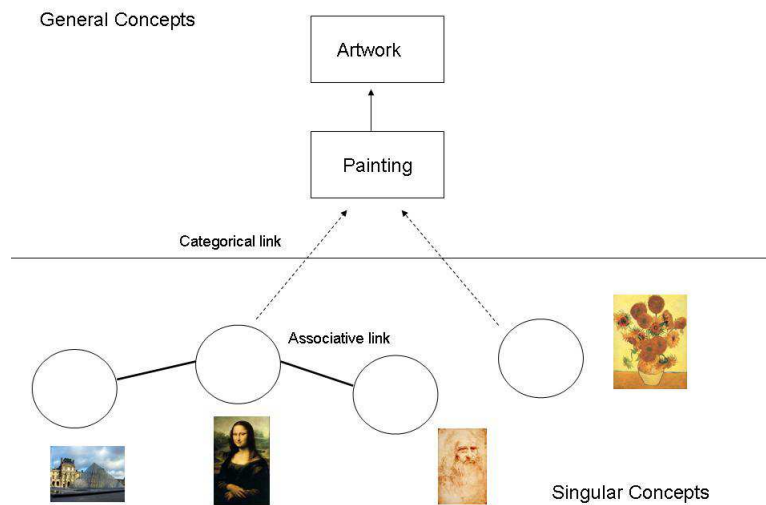 General Concepts
Artwork
Painting
Categorical link
Associative link
Singular Concepts